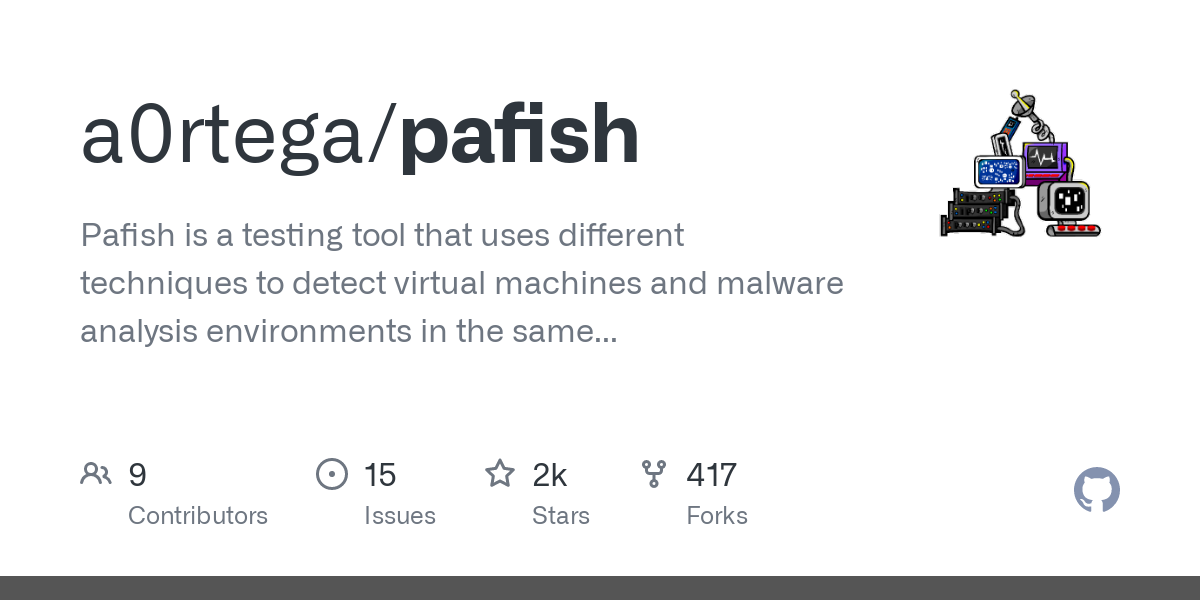 a0rtega/pafish
Pafish is a testing tool that uses different
techniques to detect virtual machines and malware
analysis environments in the same...
9
Contributors
15
Issues
2k
Stars
417
Forks